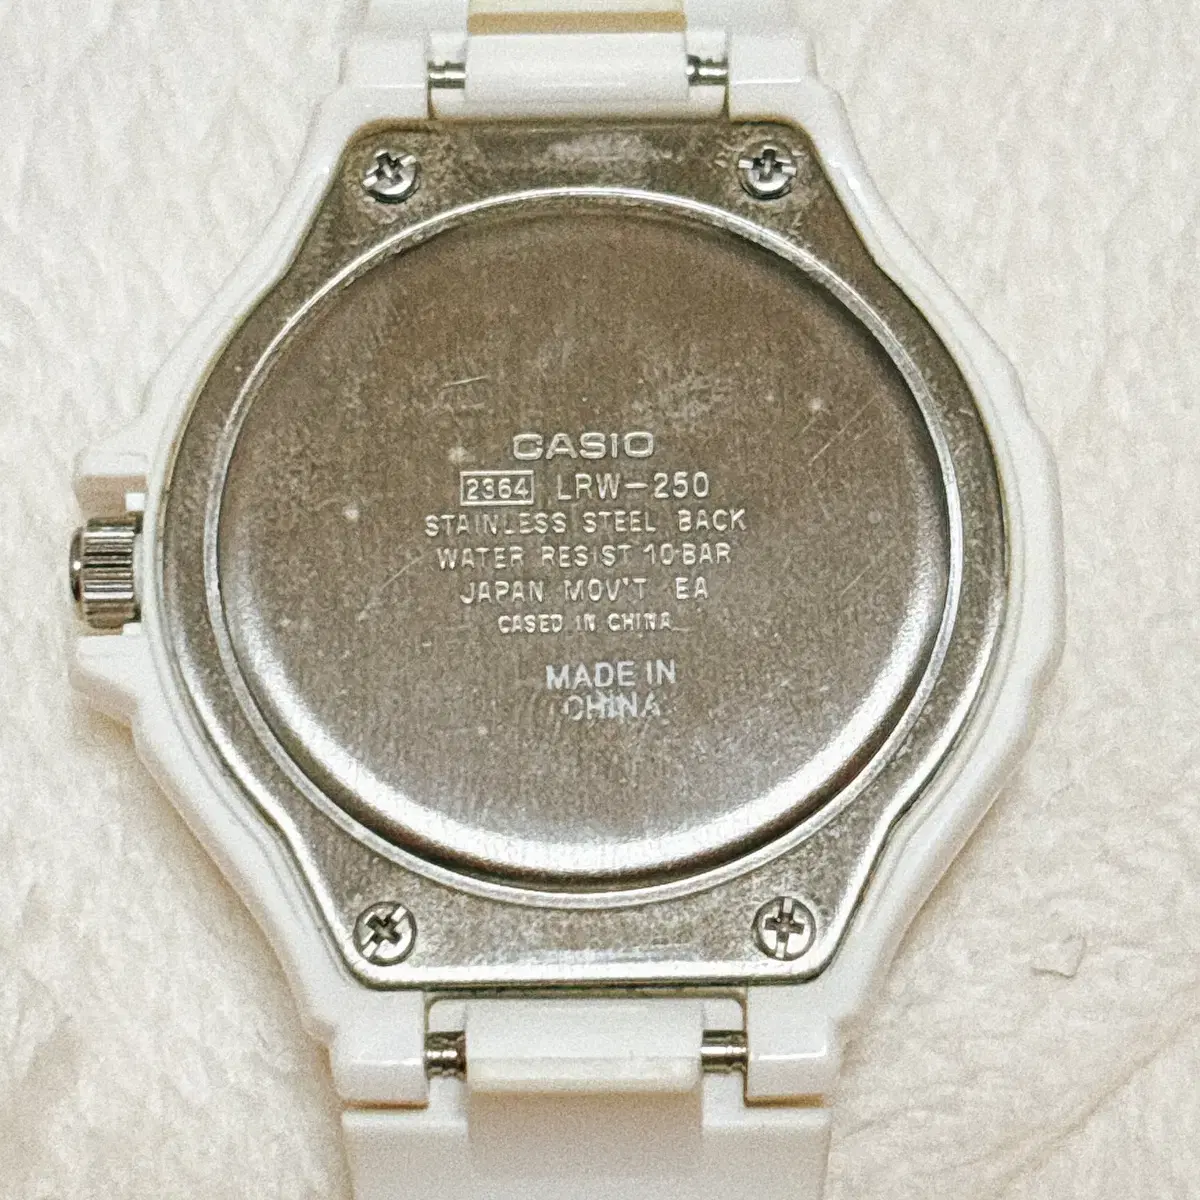 CASIO
2364 LRW-250
STAINLESS STEEL BACK
WATER RESIST 10 BAR
JAPAN MOV'T EA
CASED IN CHINA
MADE IN
CHINA